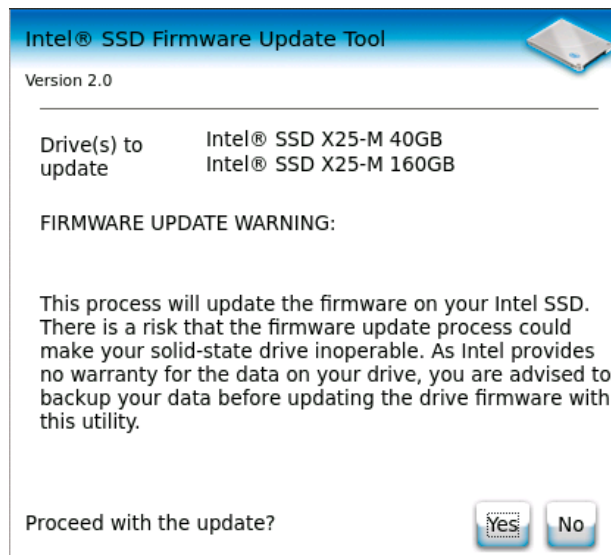 Intel® SSD Firmware Update Tool
Version 2.0
Drive(s) to update
Intel® SSD X25-M 40GB
Intel® SSD X25-M 160GB
FIRMWARE UPDATE WARNING:
This process will update the firmware on your Intel SSD.
There is a risk that the firmware update process could
make your solid-state drive inoperable. As Intel provides
no warranty for the data on your drive, you are advised to
backup your data before updating the drive firmware with
this utility.
Proceed with the update?
Yes
No